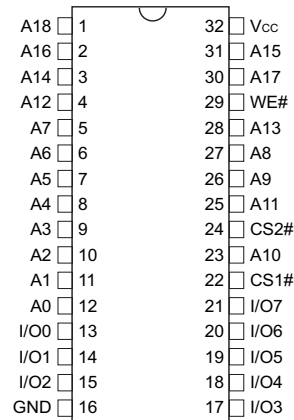 A18 1 32 Vcc
A16 2 31 A15
A14 3 30 A17
A12 4 29 WE#
A7 5 28 A13
A6 6 27 A8
A5 7 26 A9
A4 8 25 A11
A3 9 24 CS2#
A2 10 23 A10
A1 11 22 CS1#
A0 12 21 I/O7
I/O0 13 20 I/O6
I/O1 14 19 I/O5
I/O2 15 18 I/O4
GND 16 17 I/O3